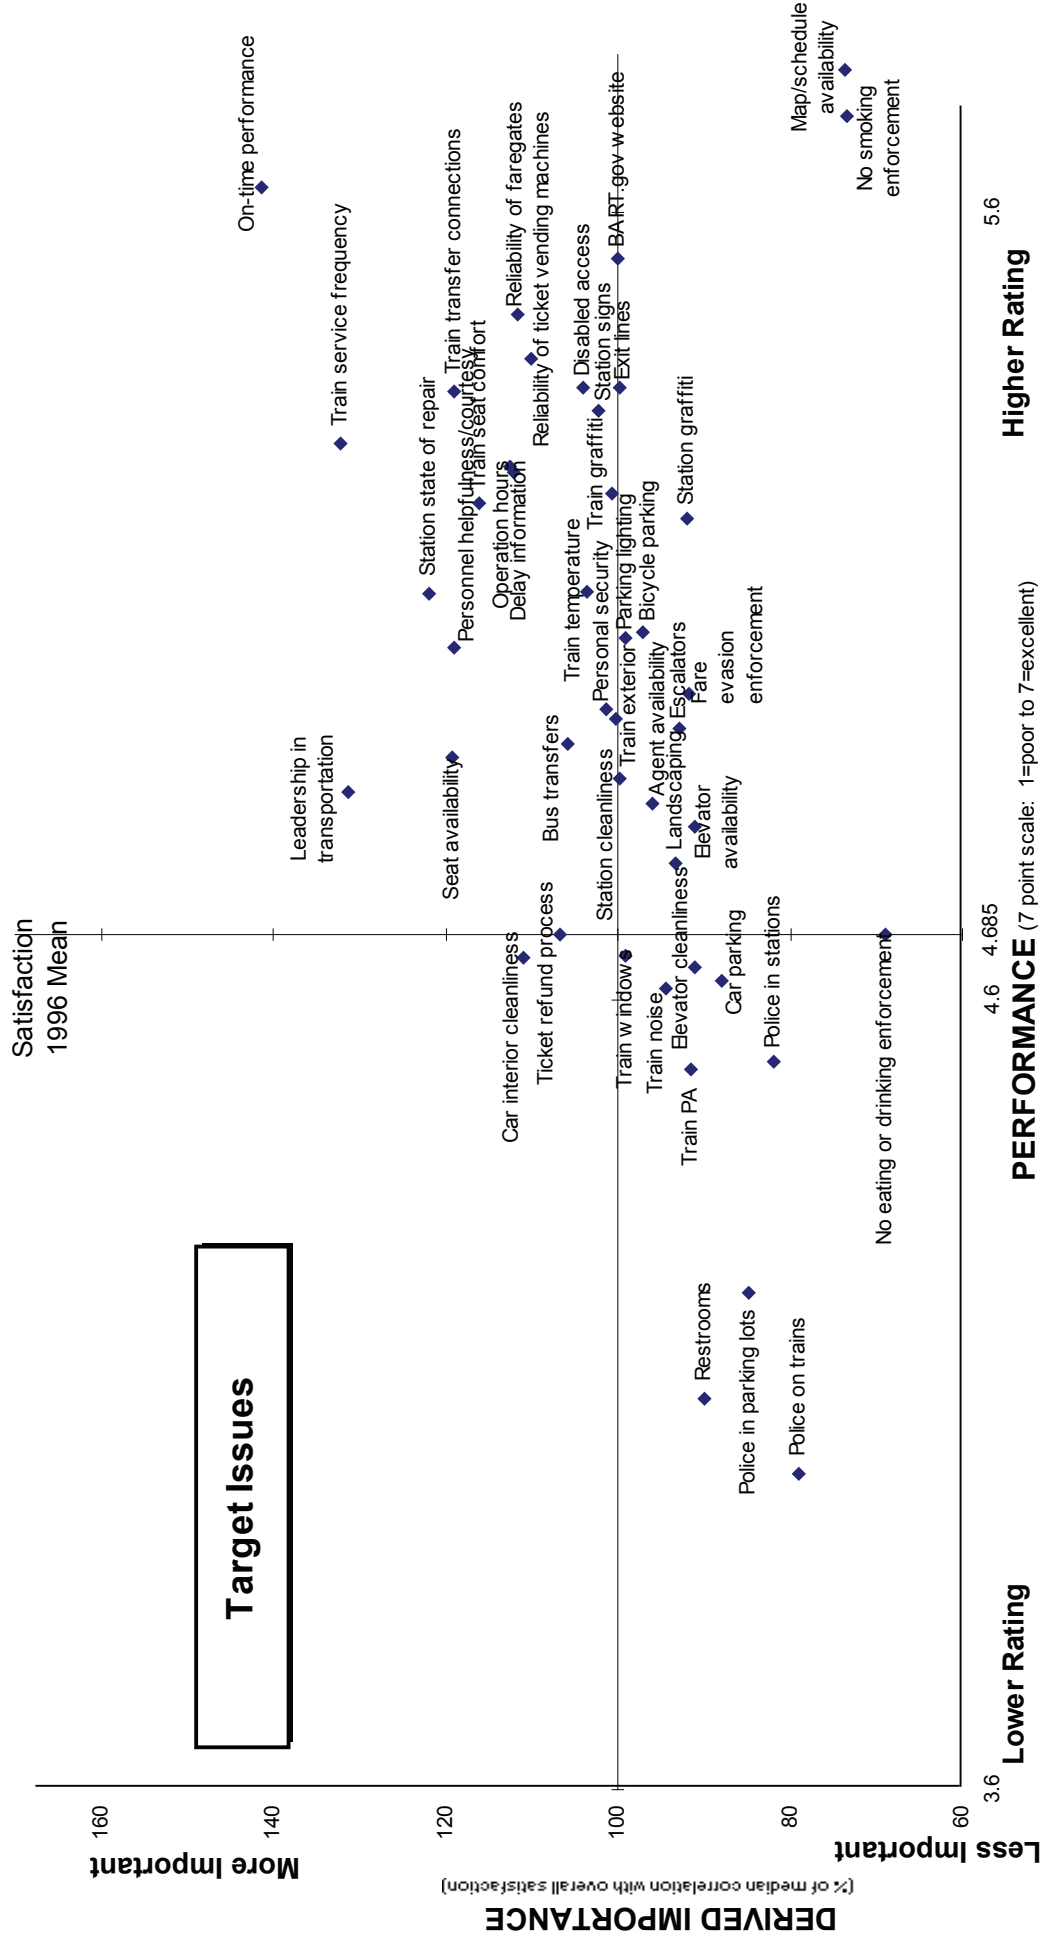 Satisfaction
1996 Mean
Target Issues
On-time performance
Train service frequency
Leadership in
transportation
Station state of repair
Train transfer connections
Personnel helpfulness/courtesy
Train seat comfort
Seat availability
Reliability of faregates
Reliability of ticket vending machines
Operation hours
Delay information
Car interior cleanliness
Ticket refund process
Bus transfers
Train temperature
Disabled access
Station signs
Train graffiti
Personal security
Station cleanliness
BART.gov website
Exit lines
Parking lighting
Train exterior
Train windows
Bicycle parking
Agent availability
Train noise
Landscaping
Escalators
Station graffiti
Fare
evasion
enforcement
Elevator
availability
Elevator cleanliness
Train PA
Restrooms
Car parking
Police in parking lots
Police in stations
Police on trains
Map/schedule
availability
No smoking
enforcement
No eating or drinking enforcement
160
140
120
100
80
60
More Important
Less Important
DERIVED IMPORTANCE
(% of median correlation with overall satisfaction)
3.6
4.6
4.685
5.6
Lower Rating
PERFORMANCE (7 point scale: 1=poor to 7=excellent)
Higher Rating